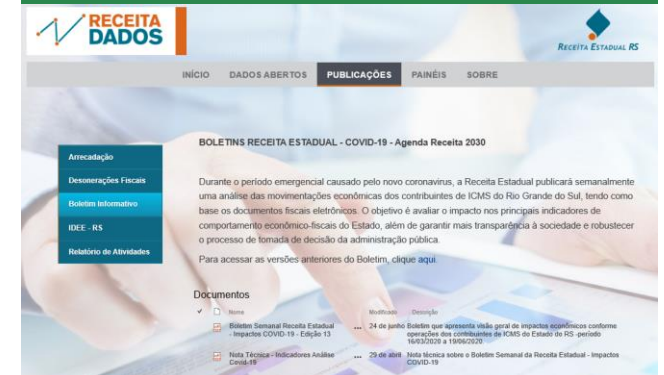 RECEITA
DADOS
RECEITA ESTADUAL RS
INÍCIO DADOS ABERTOS PUBLICAÇÕES PAINÉIS SOBRE
BOLETINS RECEITA ESTADUAL - COVID-19 - Agenda Receita 2030
Arrecadação
Desonerações Fiscais
Boletim Informativo
IDEE - RS
Relatório de Atividades
Durante o período emergencial causado pelo novo coronavirus, a Receita Estadual publicará semanalmente
uma análise das movimentações econômicas dos contribuintes de ICMS do Rio Grande do Sul, tendo como
base os documentos fiscais eletrônicos. O objetivo é avaliar o impacto nos principais indicadores de
comportamento econômico-fiscais do Estado, além de garantir mais transparência à sociedade e robustecer
o processo de tomada de decisão da administração pública.
Para acessar as versões anteriores do Boletim, clique aqui.
Documentos
Nome Modificado Descrição
Boletim Semanal Receita Estadual ... 24 de junho Boletim que apresenta visão geral de impactos econômicos conforme
- Impactos COVID-19 - Edição 13 operações dos contribuintes de ICMS do Estado do RS -período
16/03/2020 a 19/06/2020
Nota Técnica - Indicadores Análise ... 29 de abril Nota técnica sobre o Boletim Semanal da Receita Estadual - Impactos
Covid-19 COVID-19